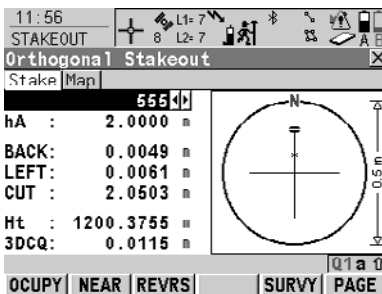 11:56
STAKEOUT
8 L1= 7
L2= 7
A B
Orthogonal Stakeout
Stake Map
555
hA : 2.0000 m
BACK: 0.0049 m
LEFT: 0.0061 m
CUT : 2.0503 m
Ht : 1200.3755 m
3DCQ: 0.0115 m
N
0.5 m
Q1a
OCUPY NEAR REVRS SURVY PAGE